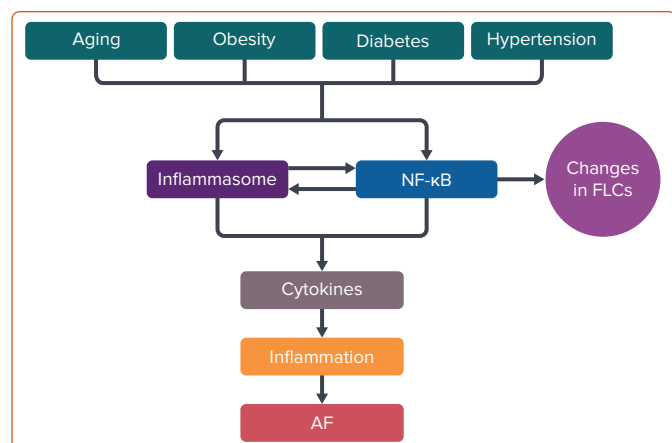 Aging
Obesity
Diabetes
Hypertension
Inflammasome
NF-κB
Changes
in FLCs
Cytokines
Inflammation
AF